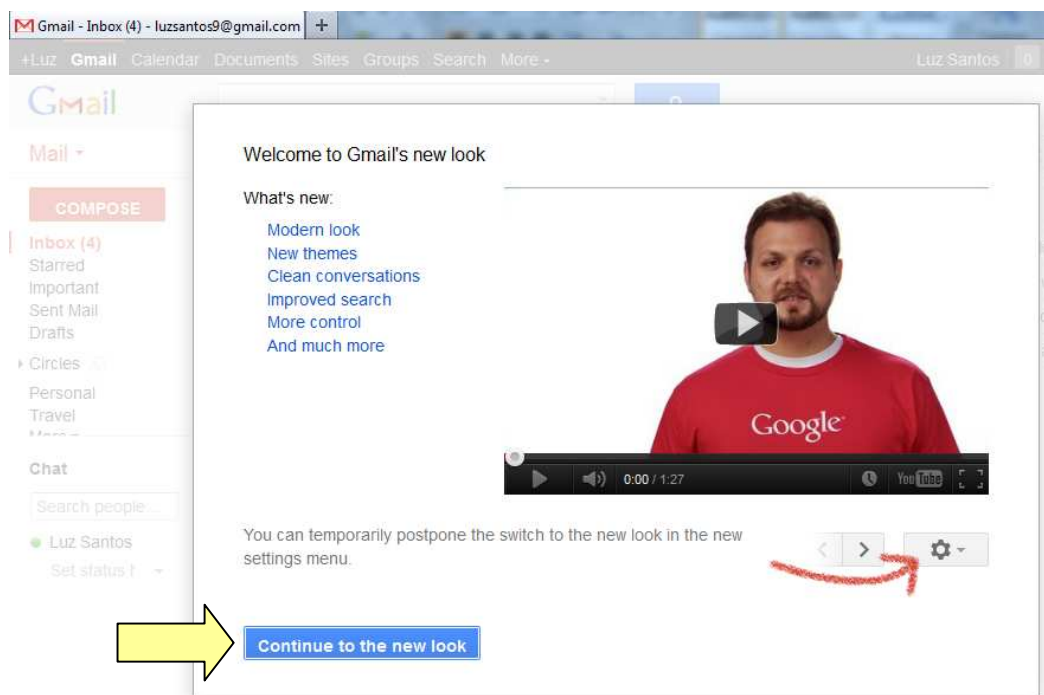 Gmail - Inbox (4) - luzsantos9@gmail.com +
+Luz Gmail Calendar Documents Sites Groups Search More Luz Santos 0
Gmail
Mail
COMPOSE
Inbox (4)
Starred
Important
Sent Mail
Drafts
Circles
Personal
Travel
More
Chat
Search people...
Luz Santos
Set status
Welcome to Gmail's new look
What's new:
Modern look
New themes
Clean conversations
Improved search
More control
And much more
Google
0:00 / 1:27 YouTube
You can temporarily postpone the switch to the new look in the new
settings menu.
Continue to the new look